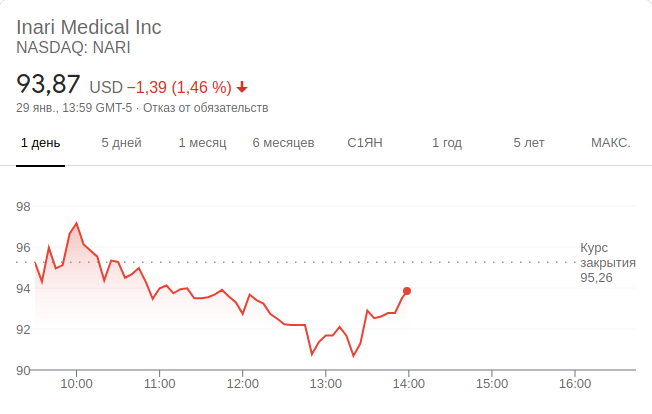 Inari Medical Inc
NASDAQ: NARI
93,87 USD −1,39 (1,46 %)
29 янв., 13:59 GMT-5 · Отказ от обязательств
1 день 5 дней 1 месяц 6 месяцев С1ЯН 1 год 5 лет МАКС.
98
96
94
92
90
Курс
закрытия
95,26
10:00 11:00 12:00 13:00 14:00 15:00 16:00